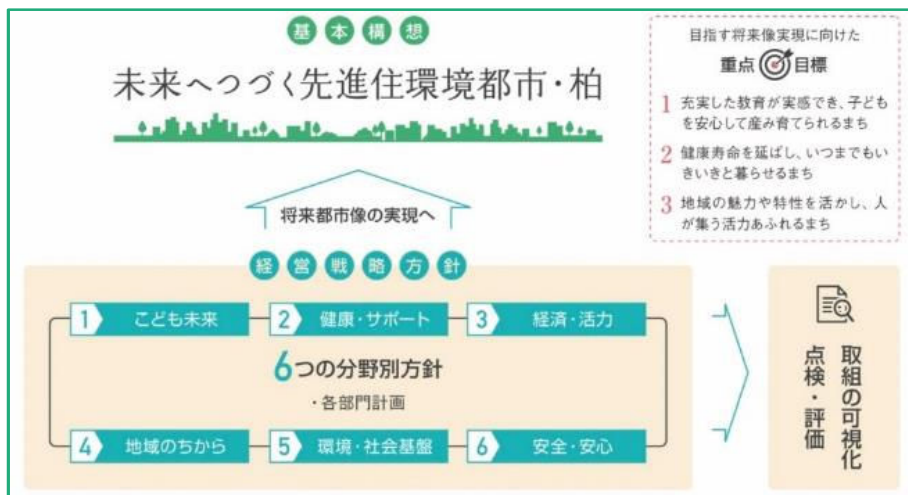 基本構想
未来へつづく先進住環境都市・柏
目指す将来像実現に向けた
重点目標
1 充実した教育が実感でき、子ども
を安心して産み育てられるまち
2 健康寿命を延ばし、いつまでもい
きいきと暮らせるまち
3 地域の魅力や特性を活かし、人
が集う活力あふれるまち
将来都市像の実現へ
経営戦略方針
1 こども未来
2 健康・サポート
3 経済・活力
6つの分野別方針
・各部門計画
4 地域のちから
5 環境・社会基盤
6 安全・安心
取組の可視化
点検・評価